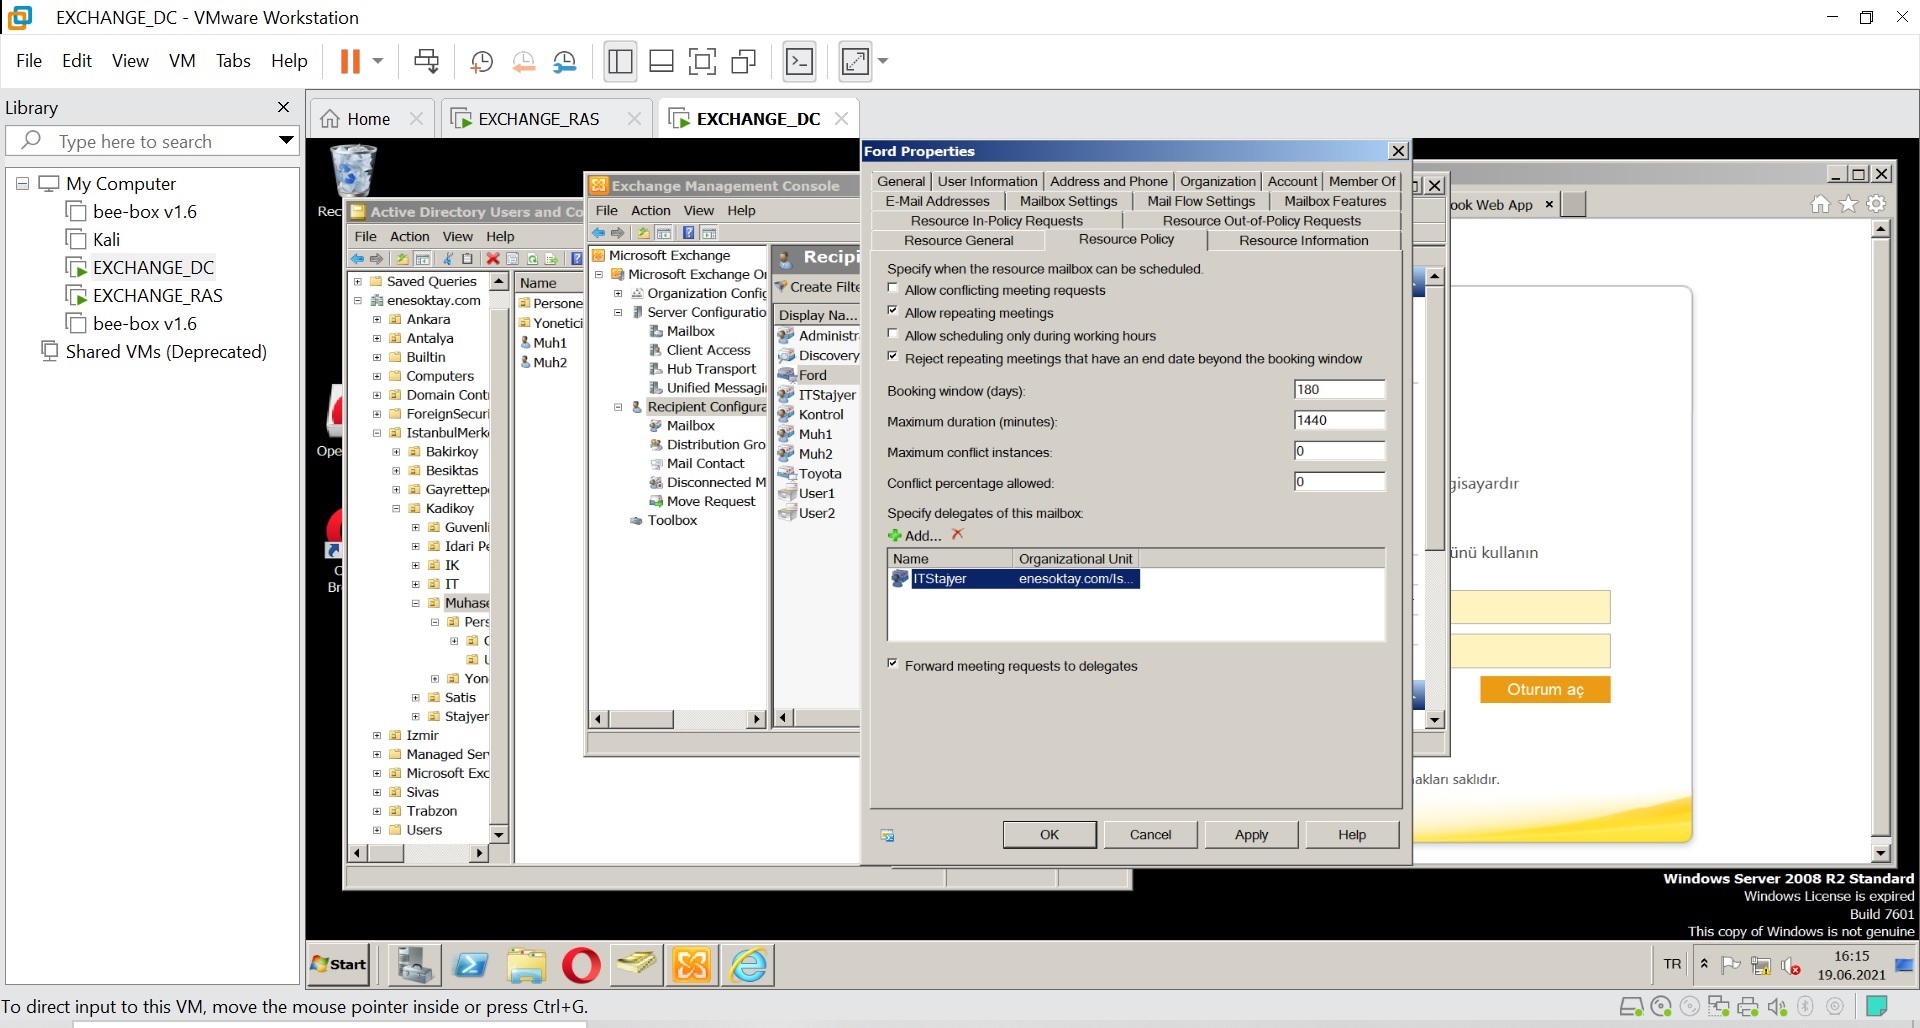 EXCHANGE_DC - VMware Workstation
File Edit View VM Tabs Help
Library
Type here to search
My Computer
bee-box v1.6
Kali
EXCHANGE_DC
EXCHANGE_RAS
bee-box v1.6
Shared VMs (Deprecated)
Home
EXCHANGE_RAS
EXCHANGE_DC
Rec
Ope
Br
Active Directory Users and Co
File Action View Help
Saved Queries
enesoktay.com
Ankara
Antalya
Builtin
Computers
Domain Cont
ForeignSecuri
IstanbulMerk
Bakirkoy
Besiktas
Gayrettep
Kadikoy
Guvenli
Idari Pe
IK
IT
Muhase
Pers
Yon
Satis
Stajyer
Izmir
Managed Ser
Microsoft Exc
Sivas
Trabzon
Users
Name
Persone
Yonetici
Muh1
Muh2
Exchange Management Console
File Action View Help
Microsoft Exchange
Microsoft Exchange On
Organization Config
Server Configuratio
Mailbox
Client Access
Hub Transport
Unified Messagi
Recipient Configura
Mailbox
Distribution Gro
Mail Contact
Disconnected M
Move Request
Toolbox
Recipi
Create Filte
Display Na...
Administr
Discovery
Ford
ITStajyer
Kontrol
Muh1
Muh2
Toyota
User1
User2
Ford Properties
General User Information Address and Phone Organization Account Member Of
E-Mail Addresses Mailbox Settings Mail Flow Settings Mailbox Features
Resource In-Policy Requests Resource Out-of-Policy Requests
Resource General Resource Policy Resource Information
Specify when the resource mailbox can be scheduled.
Allow conflicting meeting requests
Allow repeating meetings
Allow scheduling only during working hours
Reject repeating meetings that have an end date beyond the booking window
Booking window (days): 180
Maximum duration (minutes): 1440
Maximum conflict instances: 0
Conflict percentage allowed: 0
Specify delegates of this mailbox:
Add...
Name Organizational Unit
ITStajyer enesoktay.com/Is...
Forward meeting requests to delegates
OK Cancel Apply Help
ook Web App
gisayardır
ünü kullanın
Oturum aç
akları saklıdır.
Windows Server 2008 R2 Standard
Windows License is expired
Build 7601
This copy of Windows is not genuine
Start
TR
16:15
19.06.2021
To direct input to this VM, move the mouse pointer inside or press Ctrl+G.